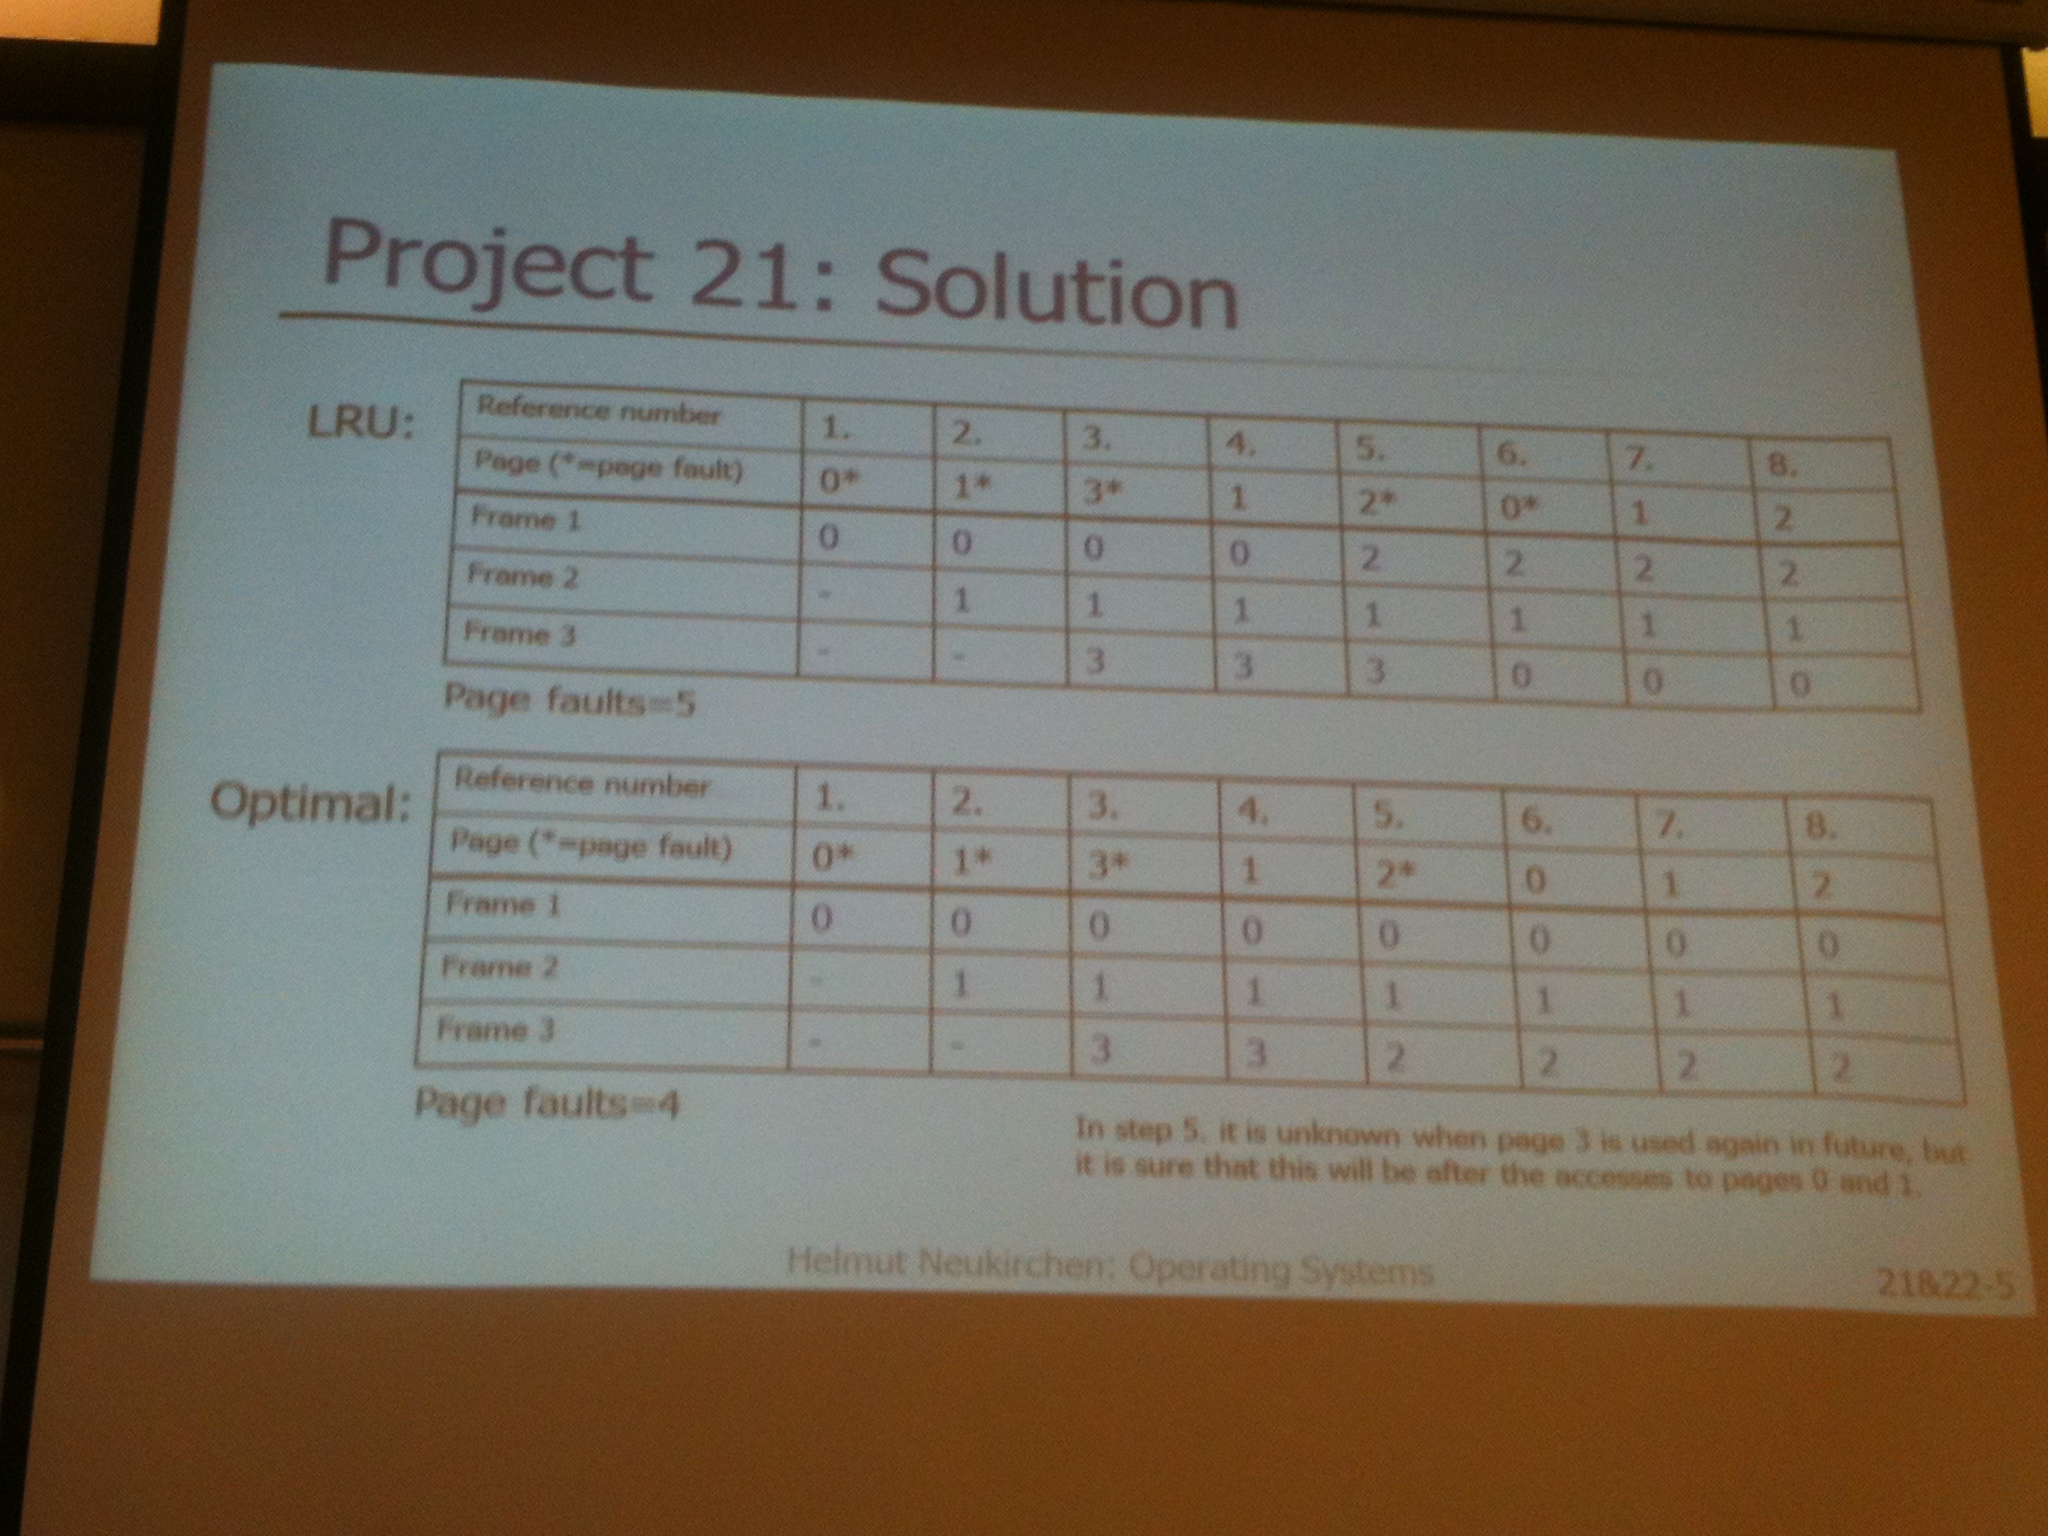 Project 21: Solution
LRU:
Reference number 1. 2. 3. 4. 5. 6. 7. 8.
Page (*=page fault) 0* 1* 3* 1 2* 0* 1 2
Frame 1 0 0 0 0 2 2 2 2
Frame 2 - 1 1 1 1 1 1 1
Frame 3 - - 3 3 3 0 0 0
Page faults=5
Optimal:
Reference number 1. 2. 3. 4. 5. 6. 7. 8.
Page (*=page fault) 0* 1* 3* 1 2* 0 1 2
Frame 1 0 0 0 0 0 0 0 0
Frame 2 - 1 1 1 1 1 1 1
Frame 3 - - 3 3 2 2 2 2
Page faults=4
In step 5. it is unknown when page 3 is used again in future, but
it is sure that this will be after the accesses to pages 0 and 1.
Helmut Neukirchen: Operating Systems
21&22-5